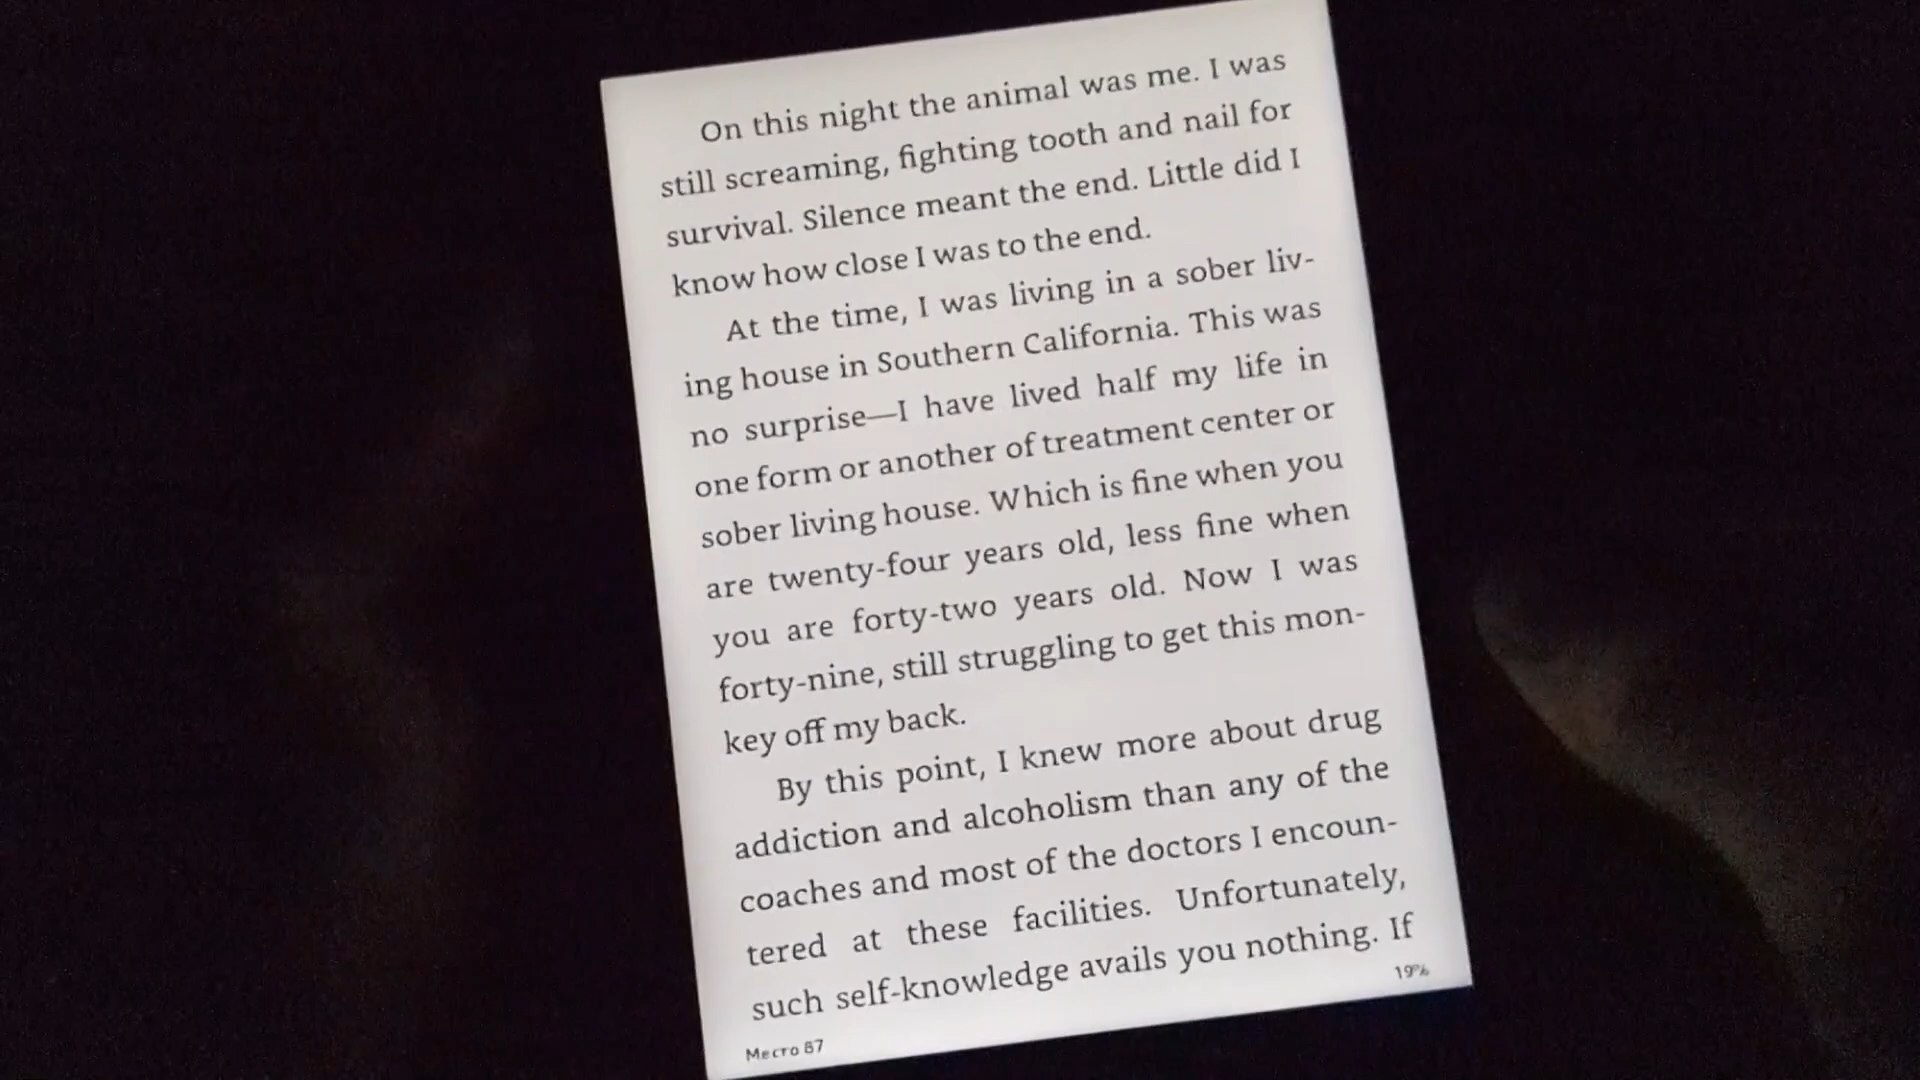 On this night the animal was me. I was
still screaming, fighting tooth and nail for
survival. Silence meant the end. Little did I
know how close I was to the end.
At the time, I was living in a sober liv-
ing house in Southern California. This was
no surprise—I have lived half my life in
one form or another of treatment center or
sober living house. Which is fine when you
are twenty-four years old, less fine when
you are forty-two years old. Now I was
forty-nine, still struggling to get this mon-
key off my back.
By this point, I knew more about drug
addiction and alcoholism than any of the
coaches and most of the doctors I encoun-
tered at these facilities. Unfortunately,
such self-knowledge avails you nothing. If
Место 87
19%